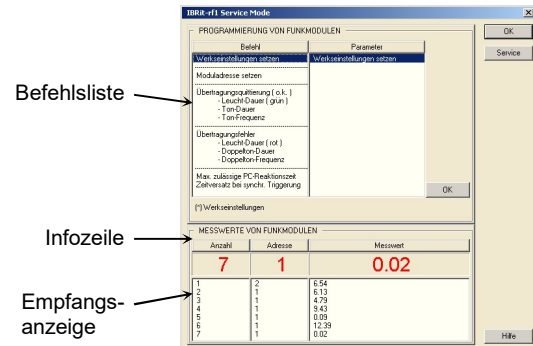 IBRit-rf1 Service Mode
PROGRAMMIERUNG VON FUNKMODULEN
OK
Service
Befehl Parameter
Werkseinstellungen setzen Werkseinstellungen setzen
Moduladresse setzen
Befehlsliste
Übertragungsquittierung ( o.k. )
- Leucht-Dauer ( grün )
- Ton-Dauer
- Ton-Frequenz
Übertragungsfehler
- Leucht-Dauer ( rot )
- Doppelton-Dauer
- Doppelton-Frequenz
Max. zulässige PC-Reaktionszeit
Zeitversatz bei synchr. Triggerung
OK
(*) Werkseinstellungen
Infozeile
MESSWERTE VON FUNKMODULEN
Anzahl Adresse Messwert
7 1 0.02
Empfangs-
anzeige
1 2 6.54
2 1 6.13
3 1 4.79
4 1 9.43
5 1 0.09
6 1 12.39
7 1 0.02
Hilfe